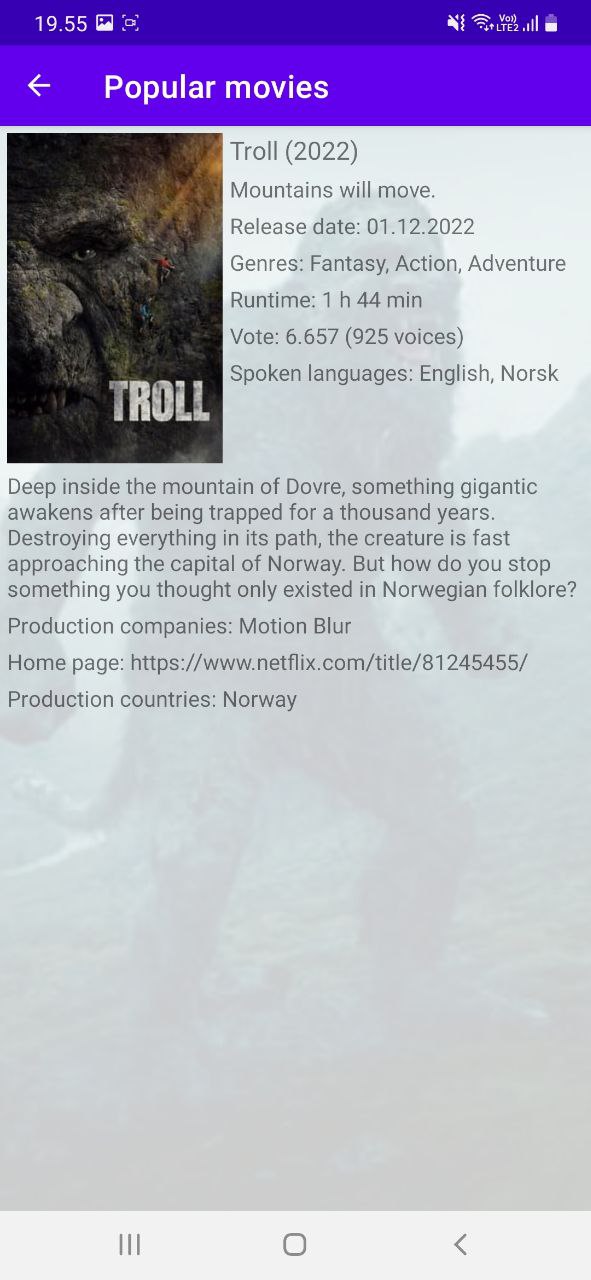 19.55
Vo))
LTE2
Popular movies
Troll (2022)
Mountains will move.
Release date: 01.12.2022
Genres: Fantasy, Action, Adventure
Runtime: 1 h 44 min
Vote: 6.657 (925 voices)
Spoken languages: English, Norsk
TROLL
Deep inside the mountain of Dovre, something gigantic
awakens after being trapped for a thousand years.
Destroying everything in its path, the creature is fast
approaching the capital of Norway. But how do you stop
something you thought only existed in Norwegian folklore?
Production companies: Motion Blur
Home page: https://www.netflix.com/title/81245455/
Production countries: Norway